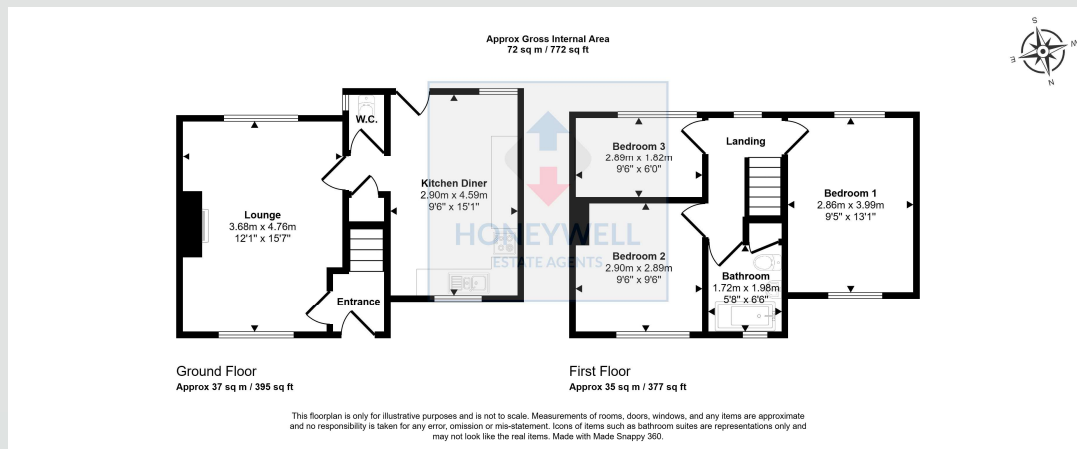 Approx Gross Internal Area
72 sq m / 772 sq ft
S
W
E
N
W.C.
Kitchen Diner
2.90m x 4.59m
9'6" x 15'1"
Lounge
3.68m x 4.76m
12'1" x 15'7"
Entrance
Landing
Bedroom 3
2.89m x 1.82m
9'6" x 6'0"
Bedroom 1
2.86m x 3.99m
9'5" x 13'1"
Bedroom 2
2.90m x 2.89m
9'6" x 9'6"
Bathroom
1.72m x 1.98m
5'8" x 6'6"
HONEYWELL
ESTATE AGENTS
Ground Floor
Approx 37 sq m / 395 sq ft
First Floor
Approx 35 sq m / 377 sq ft
This floorplan is only for illustrative purposes and is not to scale. Measurements of rooms, doors, windows, and any items are approximate
and no responsibility is taken for any error, omission or mis-statement. Icons of items such as bathroom suites are representations only and
may not look like the real items. Made with Made Snappy 360.